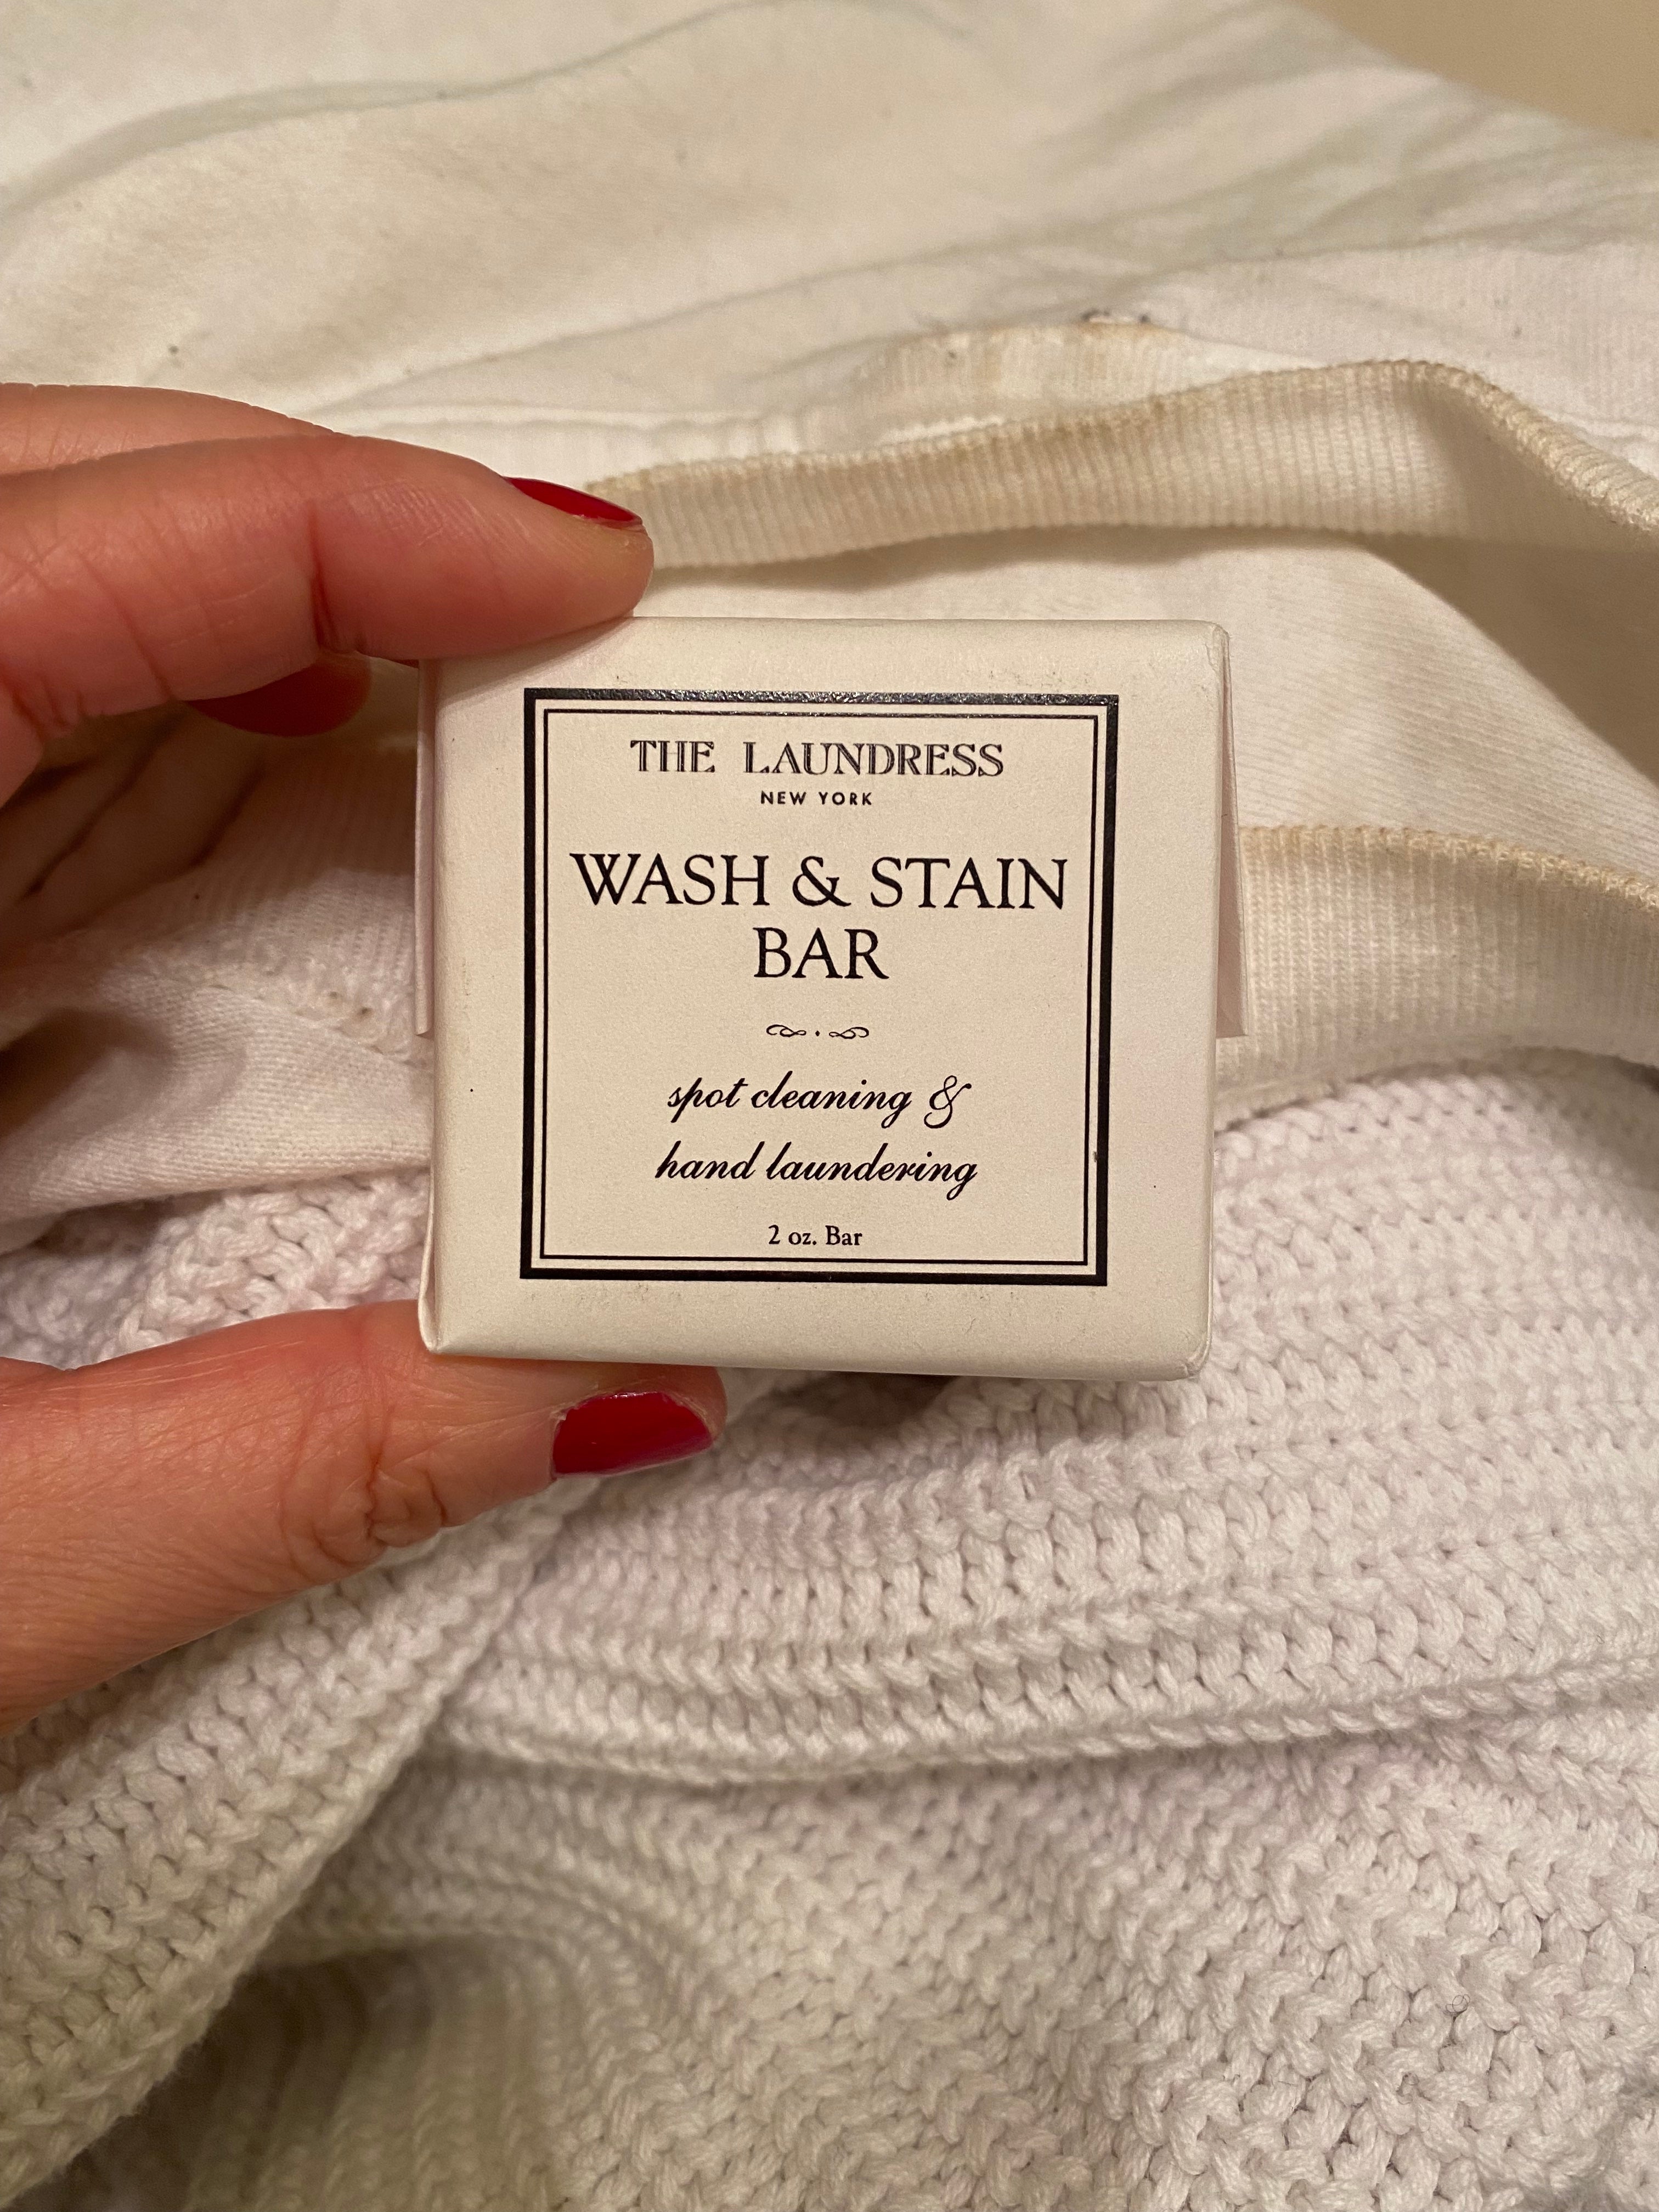 THE LAUNDRESS
NEW YORK
WASH & STAIN
BAR
spot cleaning &
hand laundering
2 oz. Bar